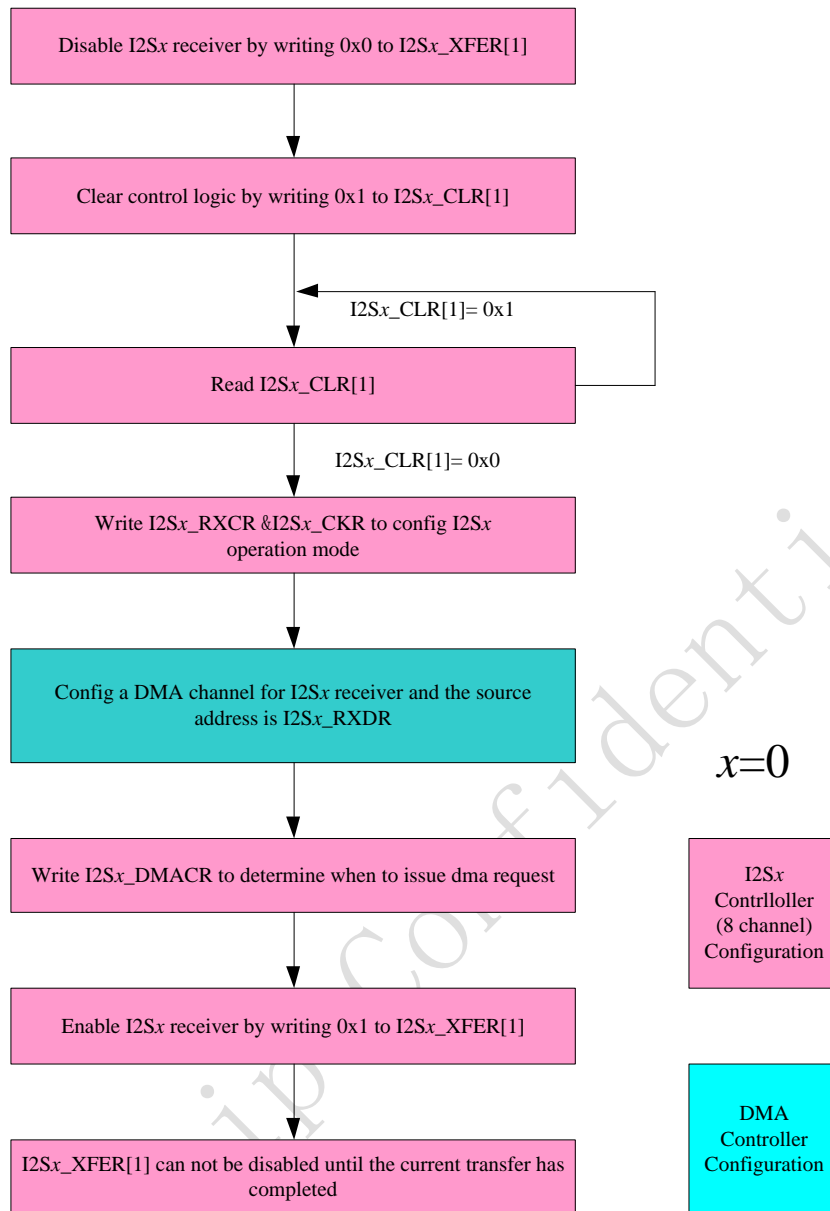 Disable I2Sx receiver by writing 0x0 to I2Sx_XFER[1]
Clear control logic by writing 0x1 to I2Sx_CLR[1]
I2Sx_CLR[1]= 0x1
Read I2Sx_CLR[1]
I2Sx_CLR[1]= 0x0
Write I2Sx_RXCR &I2Sx_CKR to config I2Sx
operation mode
Config a DMA channel for I2Sx receiver and the source
address is I2Sx_RXDR
x=0
Write I2Sx_DMACR to determine when to issue dma request
I2Sx
Contrlloller
(8 channel)
Configuration
Enable I2Sx receiver by writing 0x1 to I2Sx_XFER[1]
DMA
Controller
Configuration
I2Sx_XFER[1] can not be disabled until the current transfer has
completed
ip Confidenti